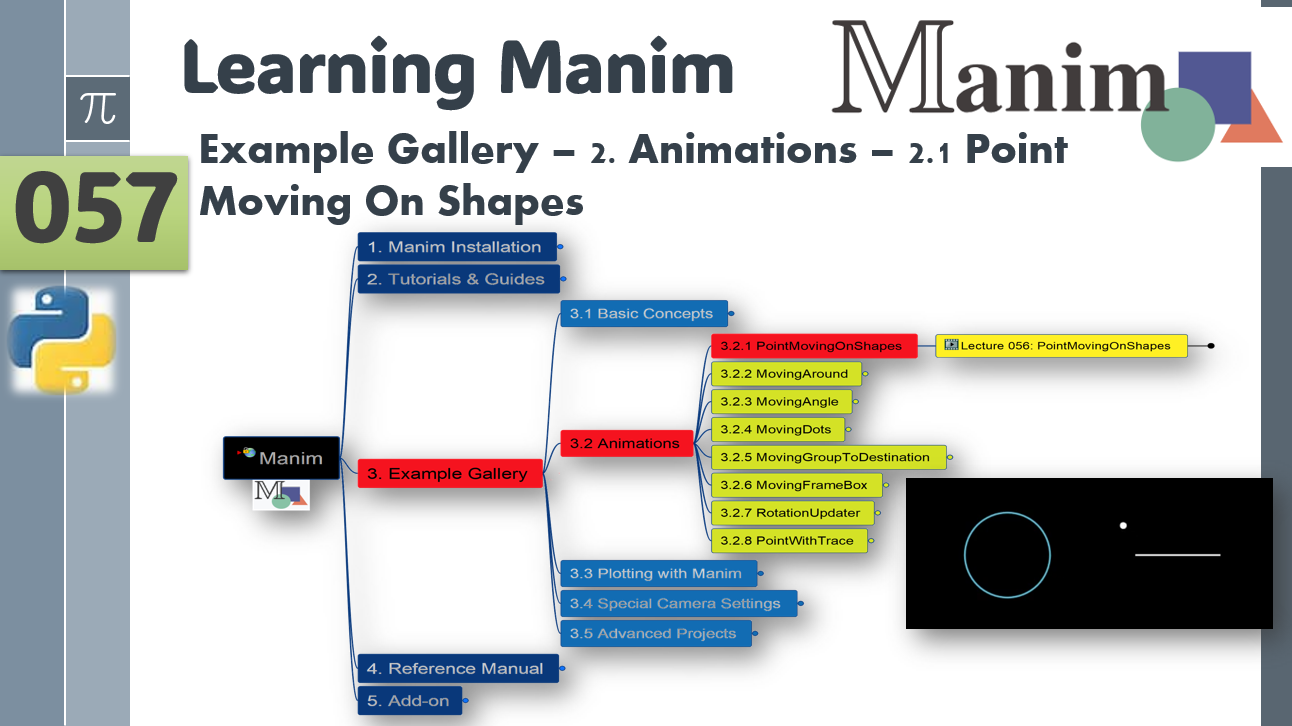 Learning Manim
Manim
π
Example Gallery – 2. Animations – 2.1 Point
Moving On Shapes
057
1. Manim Installation
2. Tutorials & Guides
3.1 Basic Concepts
3.2.1 PointMovingOnShapes
Lecture 056: PointMovingOnShapes
3.2.2 MovingAround
3.2.3 MovingAngle
3.2.4 MovingDots
3.2 Animations
3.2.5 MovingGroupToDestination
Manim
3. Example Gallery
3.2.6 MovingFrameBox
M
3.2.7 RotationUpdater
3.2.8 PointWithTrace
3.3 Plotting with Manim
3.4 Special Camera Settings
3.5 Advanced Projects
4. Reference Manual
5. Add-on